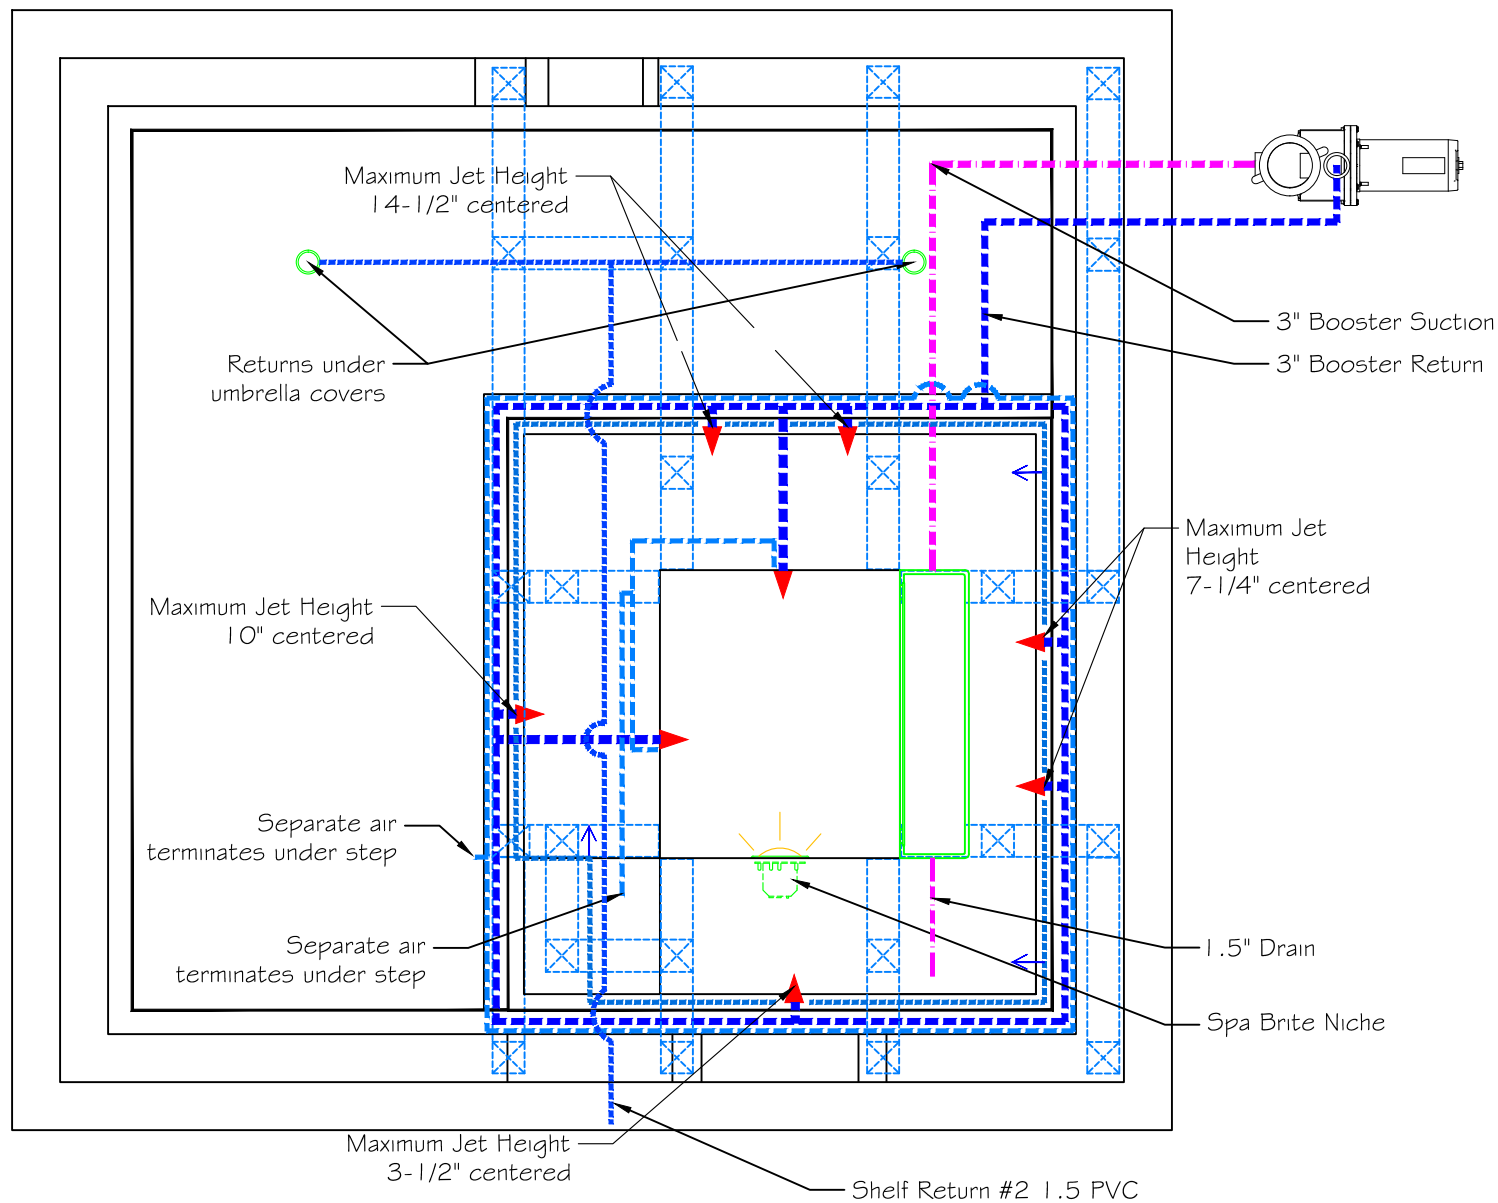 Maximum Jet Height
14-1/2" centered
3" Booster Suction
3" Booster Return
Returns under
umbrella covers
Maximum Jet
Height
7-1/4" centered
Maximum Jet Height
10" centered
Separate air
terminates under step
Separate air
terminates under step
1.5" Drain
Spa Brite Niche
Maximum Jet Height
3-1/2" centered
Shelf Return #2 1.5 PVC